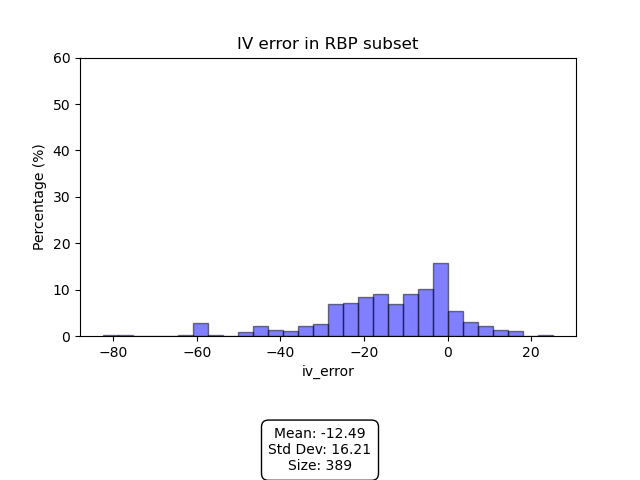 IV error in RBP subset
60
50
40
30
20
10
0
Percentage (%)
−80
−60
−40
−20
0
20
iv_error
Mean: -12.49
Std Dev: 16.21
Size: 389